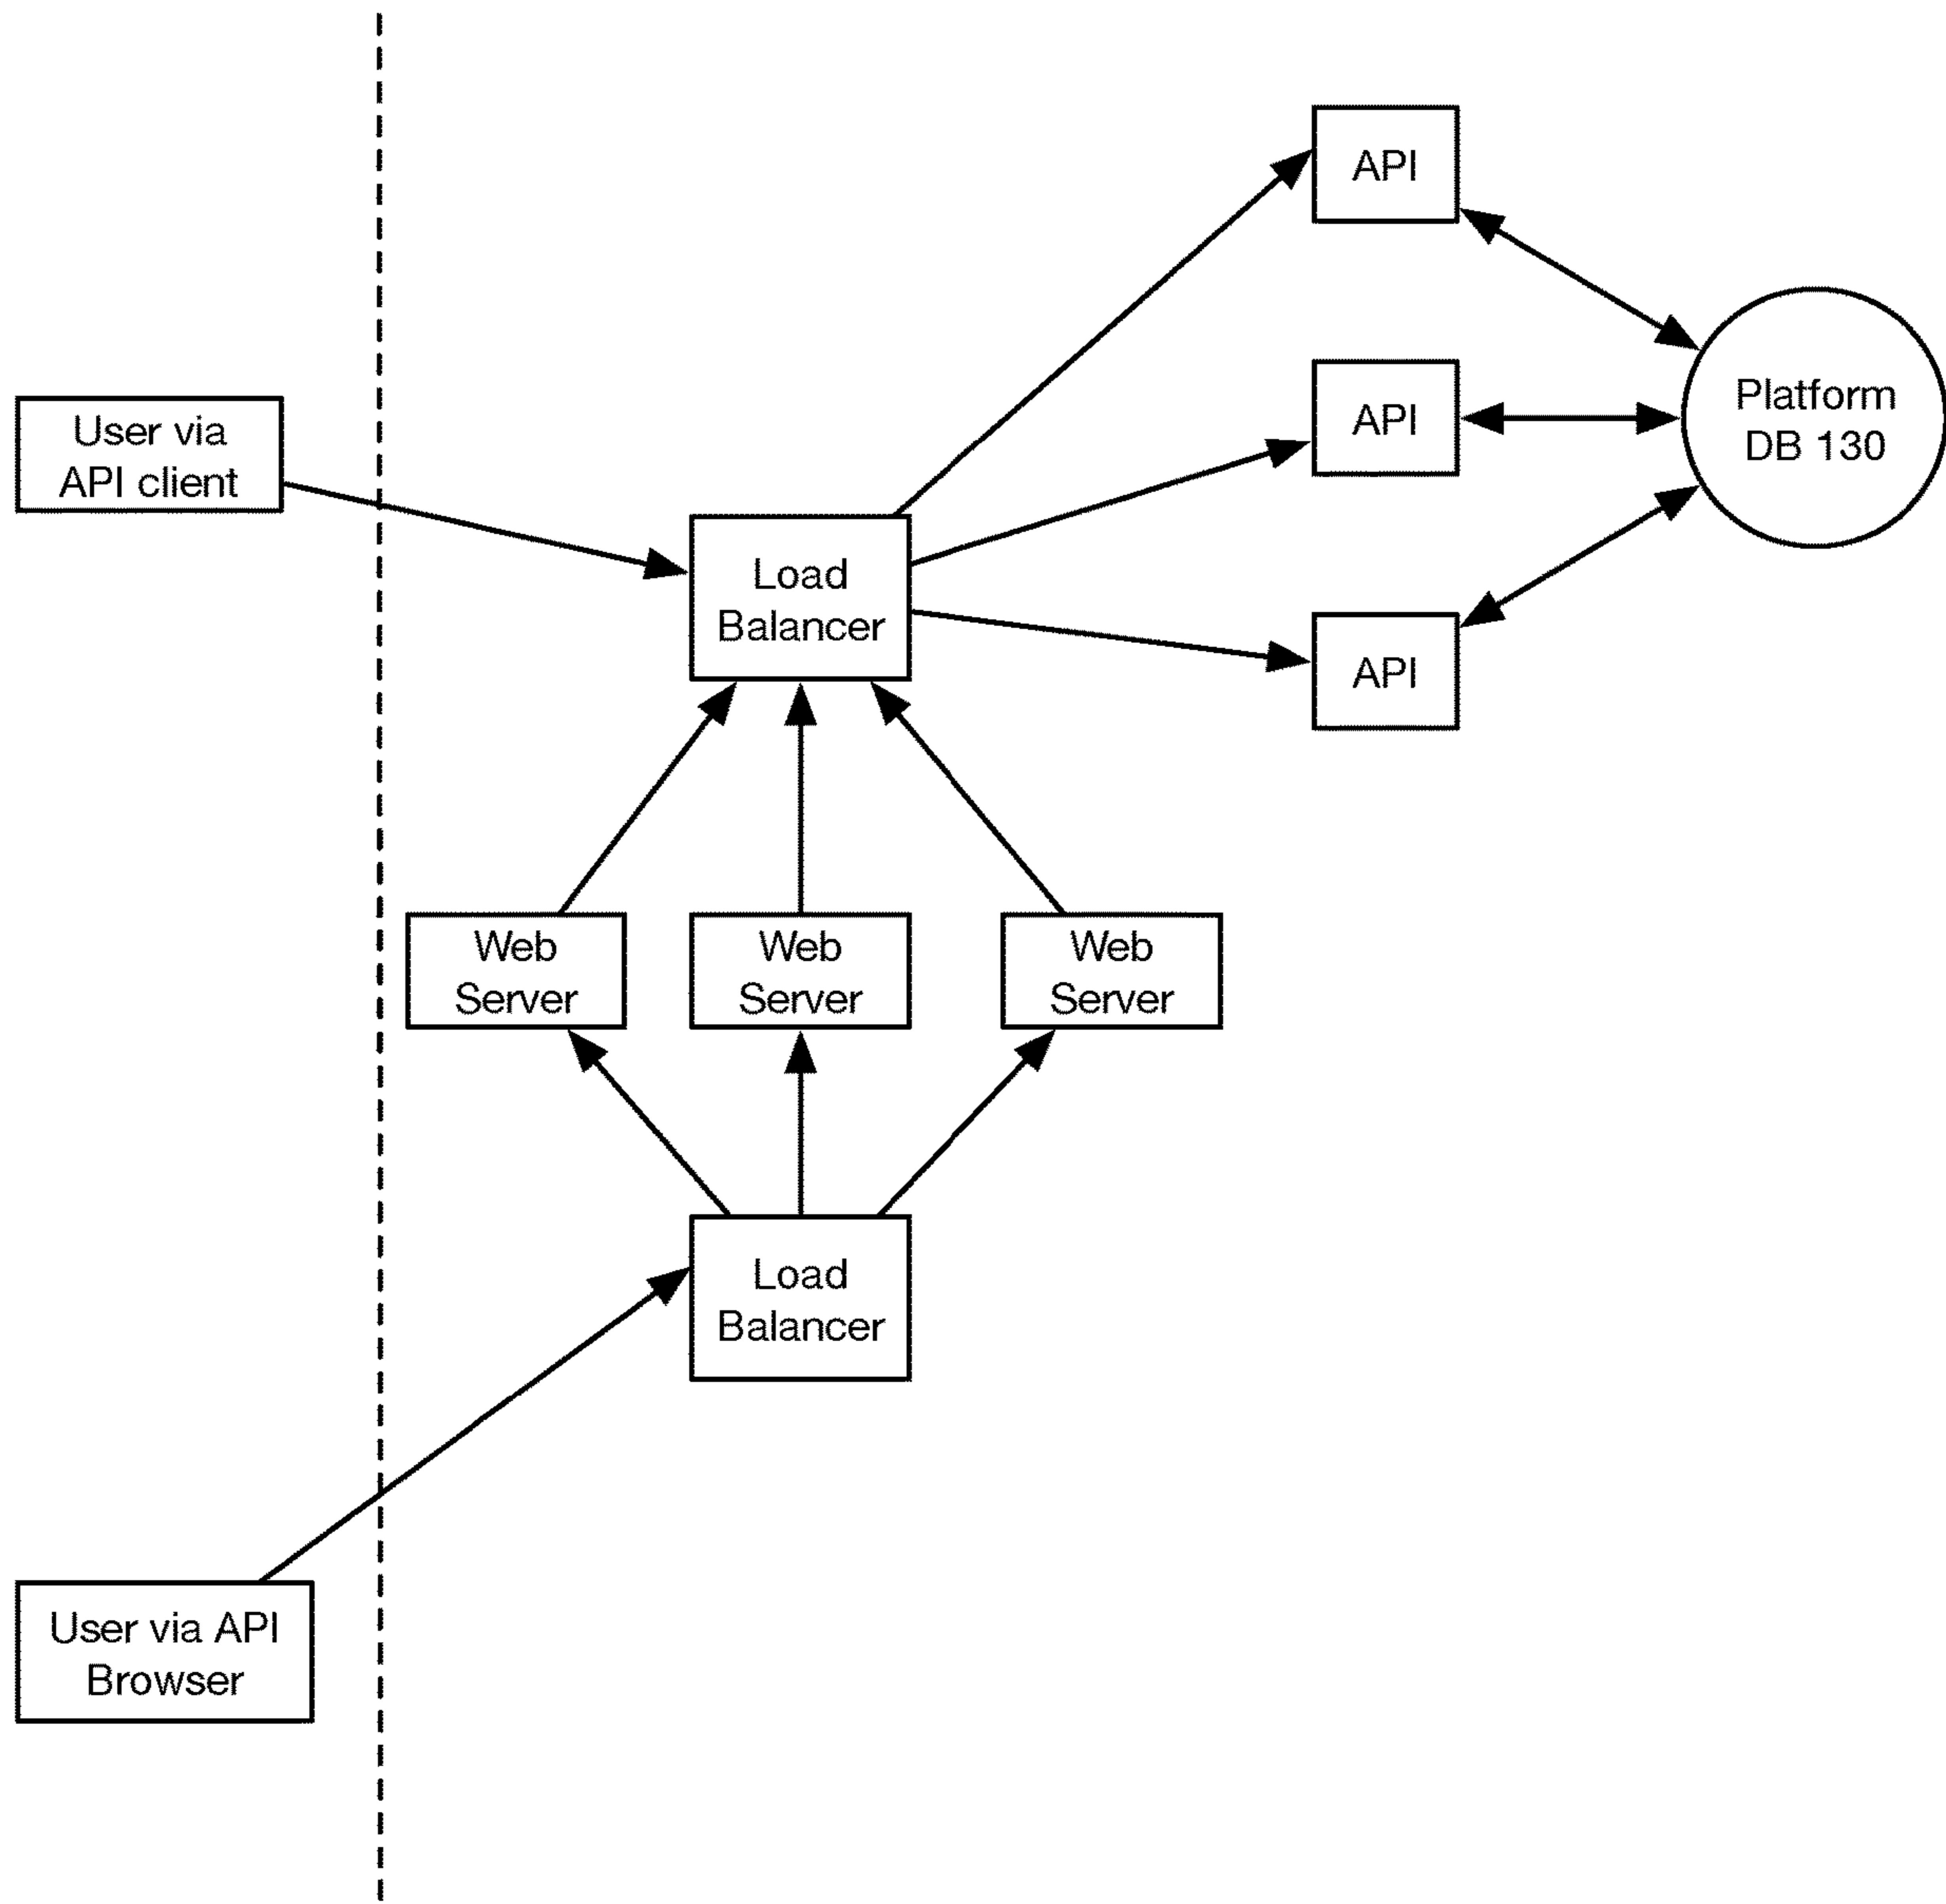 API
User via
API client
API
Platform
DB 130
Load
Balancer
API
Web
Server
Web
Server
Web
Server
Load
Balancer
User via API
Browser